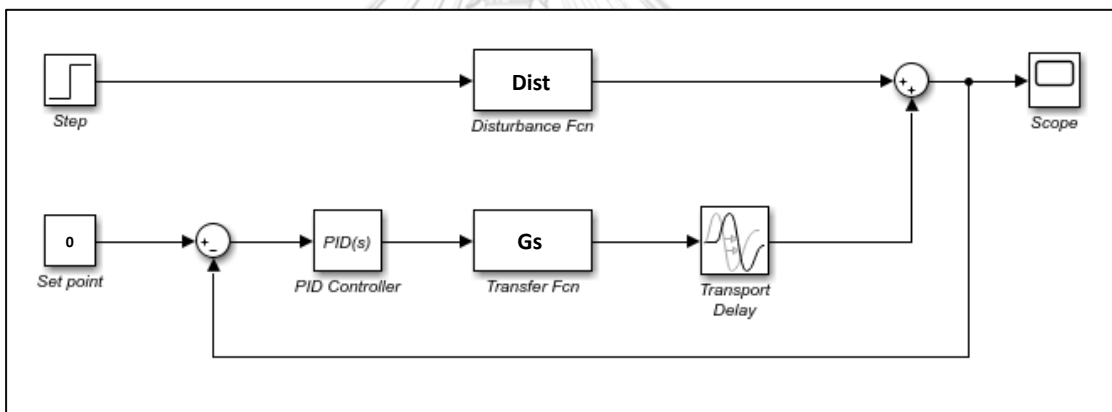 Dist
Step
Disturbance Fcn
Scope
0
PID(s)
Gs
Set point
PID Controller
Transfer Fcn
Transport
Delay